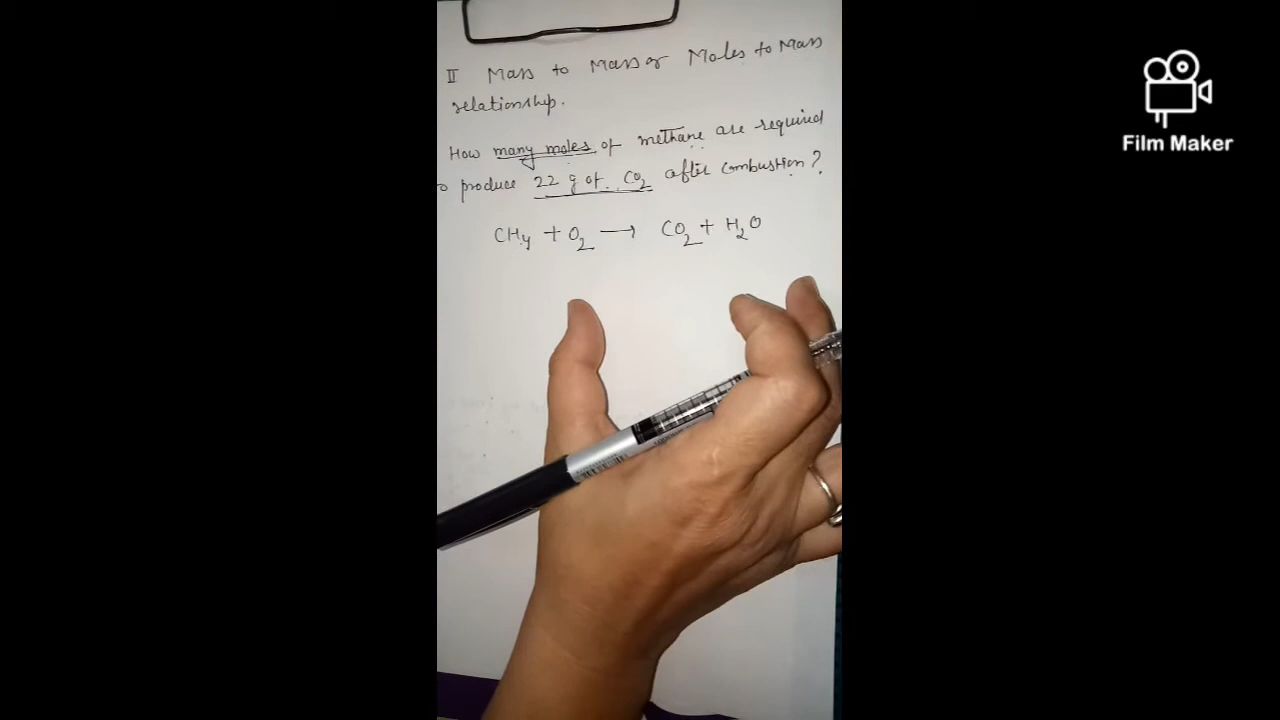 II Mass to Mass or Moles to Mass
relationship.
How many moles of methane are required
to produce 22 g of CO2 after combustion?
CH4 + O2 → CO2 + H2O
Film Maker